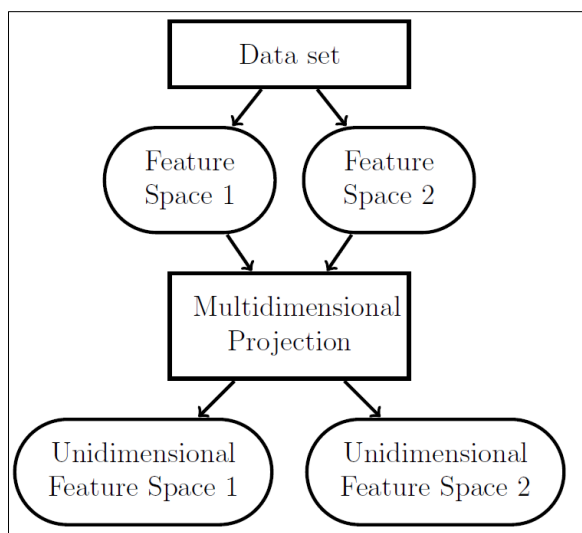 Data set
Feature
Space 1
Feature
Space 2
Multidimensional
Projection
Unidimensional
Feature Space 1
Unidimensional
Feature Space 2